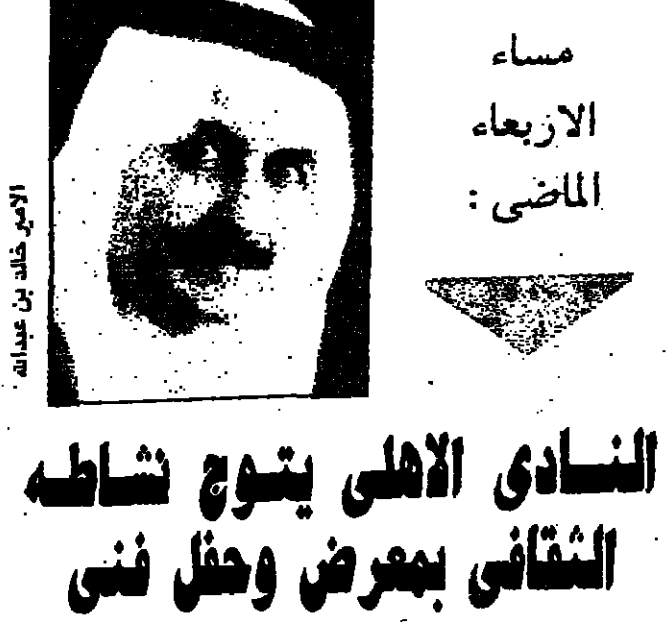 مساء
الاربعاء
الماضى :
الامير خالد بن عبدالله
النادى الاهلى يتوج نشاطه
الثقافى بمعرض وحفل فنى